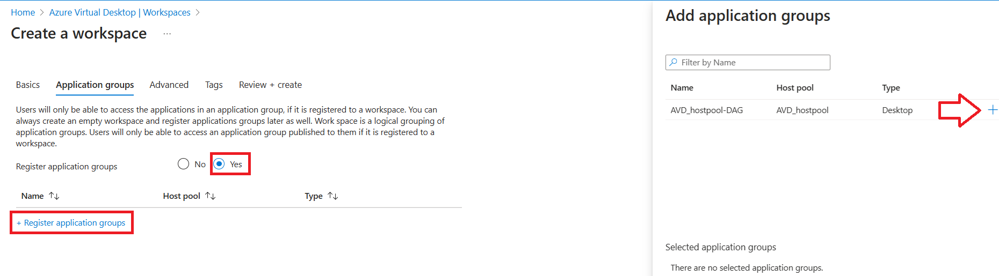 Home > Azure Virtual Desktop | Workspaces >
Create a workspace ...
Basics Application groups Advanced Tags Review + create
Users will only be able to access the applications in an application group, if it is registered to a workspace. You can
always create an empty workspace and register applications groups later as well. Work space is a logical grouping of
application groups. Users will only be able to access an application group published to them if it is registered to a
workspace.
Register application groups No Yes
Name ↑↓ Host pool ↑↓ Type ↑↓
+ Register application groups
Add application groups
Filter by Name
Name Host pool Type
AVD_hostpool-DAG AVD_hostpool Desktop +
Selected application groups
There are no selected application groups.